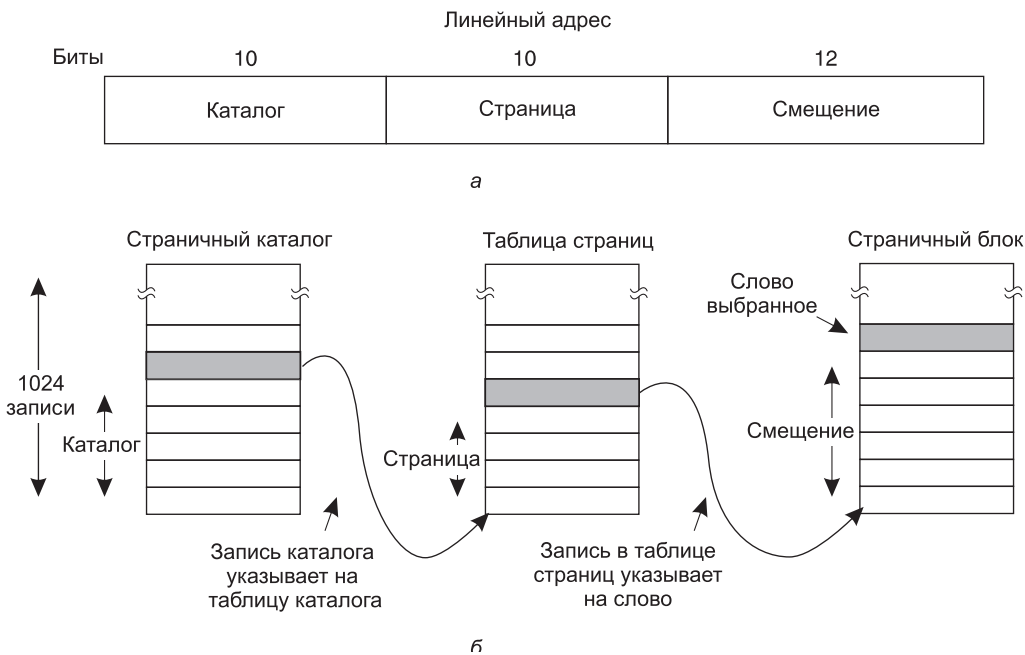 Линейный адрес
Биты 10 10 12
Каталог Страница Смещение
а
Страничный каталог Таблица страниц Страничный блок
Слово
выбранное
1024
записи
Каталог
Страница
Смещение
Запись каталога
указывает на
таблицу каталога
Запись в таблице
страниц указывает
на слово
б